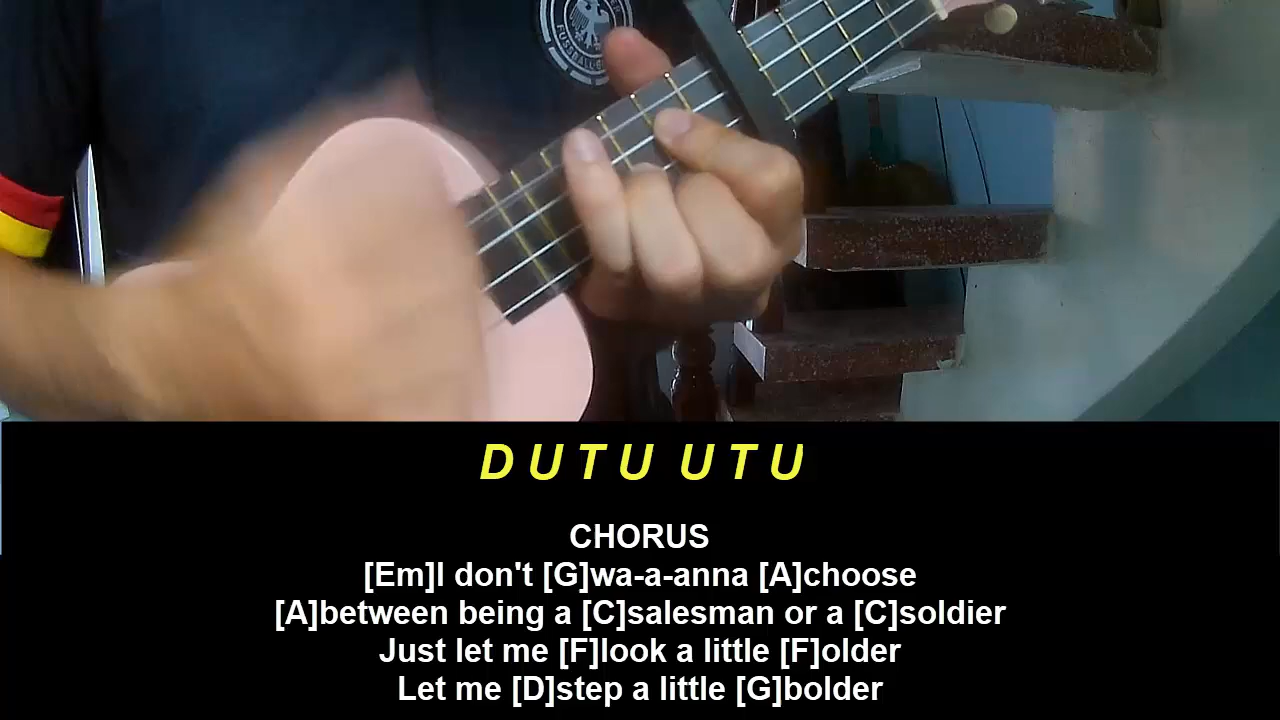 FUSSBALL
D U T U  U T U
CHORUS
[Em]I don't [G]wa-a-anna [A]choose
[A]between being a [C]salesman or a [C]soldier
Just let me [F]look a little [F]older
Let me [D]step a little [G]bolder